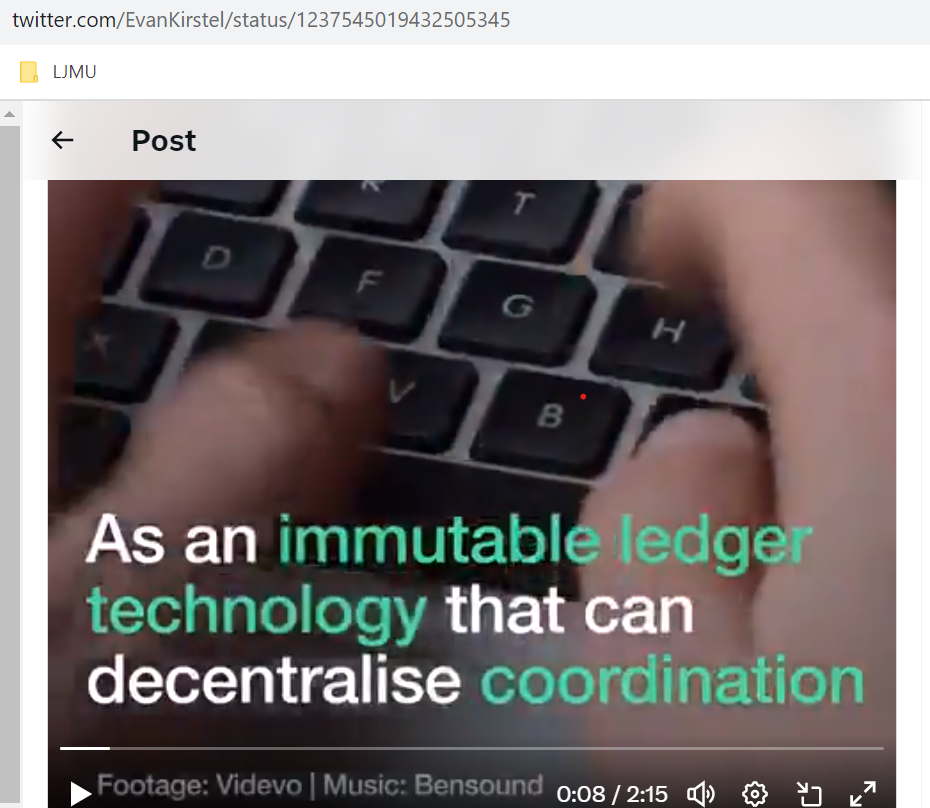 twitter.com/EvanKirstel/status/1237545019432505345
LJMU
Post
R T
D F G H
X V B
As an immutable ledger
technology that can
decentralise coordination
Footage: Videvo | Music: Bensound 0:08 / 2:15